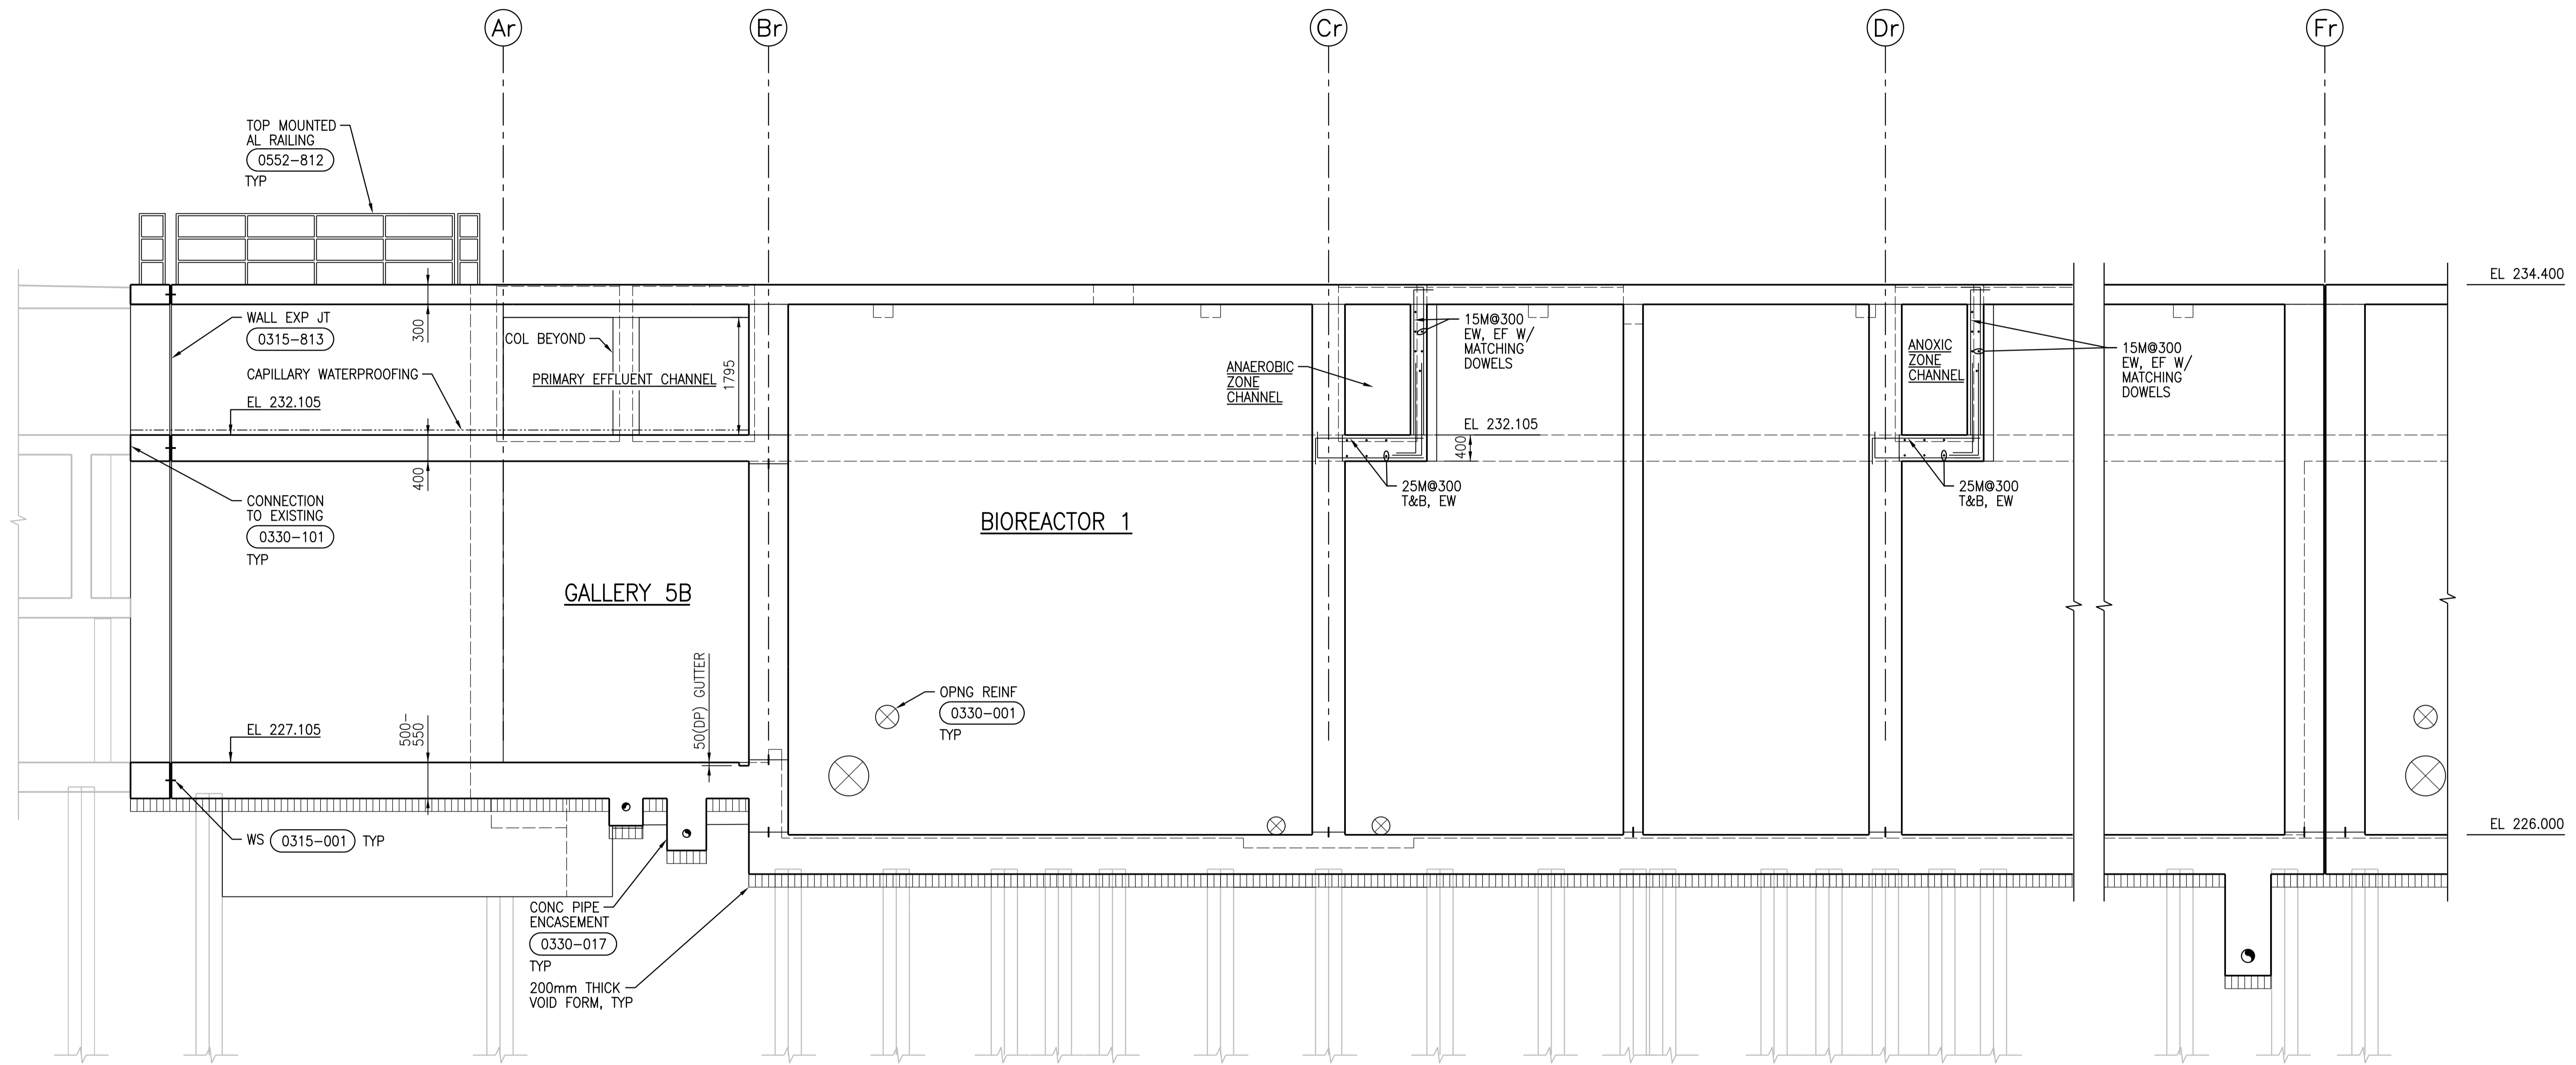 Ar
Br
Cr
Dr
Fr
TOP MOUNTED
AL RAILING
0552-812
TYP
EL 234.400
WALL EXP JT
0315-813
300
COL BEYOND
PRIMARY EFFLUENT CHANNEL
1795
CAPILLARY WATERPROOFING
EL 232.105
400
ANAEROBIC
ZONE
CHANNEL
15M@300
EW, EF W/
MATCHING
DOWELS
EL 232.105
400
25M@300
T&B, EW
ANOXIC
ZONE
CHANNEL
15M@300
EW, EF W/
MATCHING
DOWELS
25M@300
T&B, EW
CONNECTION
TO EXISTING
0330-101
TYP
BIOREACTOR 1
GALLERY 5B
EL 227.105
500-
550
50(DP) GUTTER
OPNG REINF
0330-001
TYP
EL 226.000
WS 0315-001 TYP
CONC PIPE
ENCASEMENT
0330-017
TYP
200mm THICK
VOID FORM, TYP